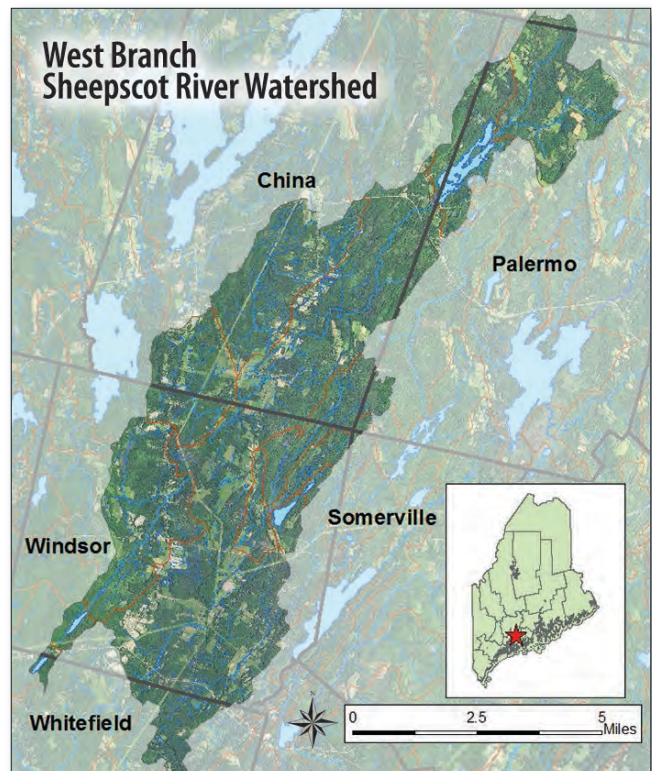 West Branch
Sheepscot River Watershed
China
Palermo
Somerville
Windsor
Whitefield
N
0 2.5 5
Miles